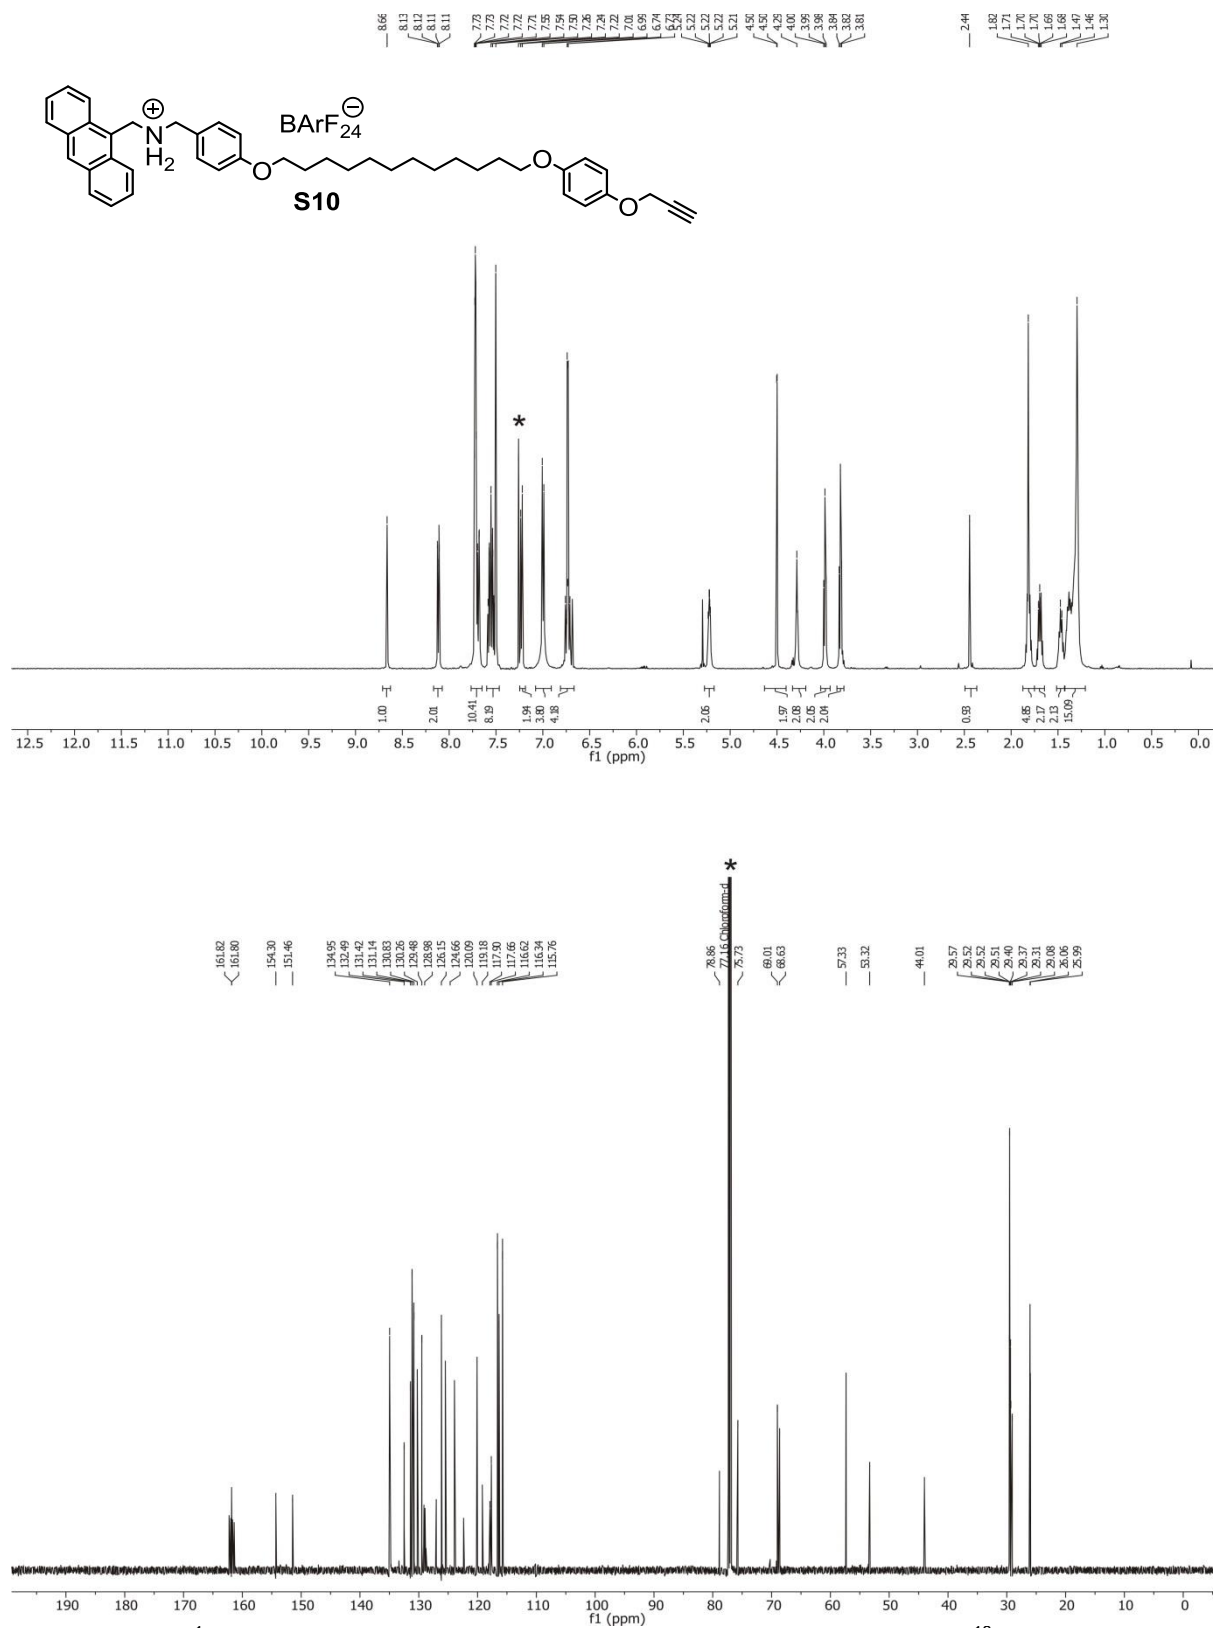 8.66 8.13 8.12 8.11 8.11 7.73 7.73 7.72 7.72 7.71 7.55 7.54 7.50 7.26 7.24 7.22 7.01 6.99 6.74 6.73 5.24 5.22 5.22 5.22 5.21 4.50 4.50 4.29 4.00 3.99 3.98 3.84 3.82 3.81 2.44 1.82 1.71 1.70 1.70 1.69 1.68 1.47 1.46 1.30
⊕ BArF24 ⊖
N
H2
O
O
O
S10
*
1.00 2.01 10.41 8.19 1.94 3.80 4.18 2.06 1.97 2.08 2.05 2.04 0.93 4.85 2.17 2.13 15.09
12.5 12.0 11.5 11.0 10.5 10.0 9.5 9.0 8.5 8.0 7.5 7.0 6.5 6.0 5.5 5.0 4.5 4.0 3.5 3.0 2.5 2.0 1.5 1.0 0.5 0.0
f1 (ppm)
*
161.82 161.80 154.30 151.46 134.95 132.49 131.42 131.14 130.83 130.26 129.48 128.98 126.15 124.66 120.09 119.18 117.90 117.66 116.62 116.34 115.76 78.86 77.16 Chloroform-d 75.73 69.01 68.63 57.33 53.32 44.01 29.57 29.52 29.52 29.51 29.40 29.37 29.31 29.08 26.06 25.99
190 180 170 160 150 140 130 120 110 100 90 80 70 60 50 40 30 20 10 0
f1 (ppm)